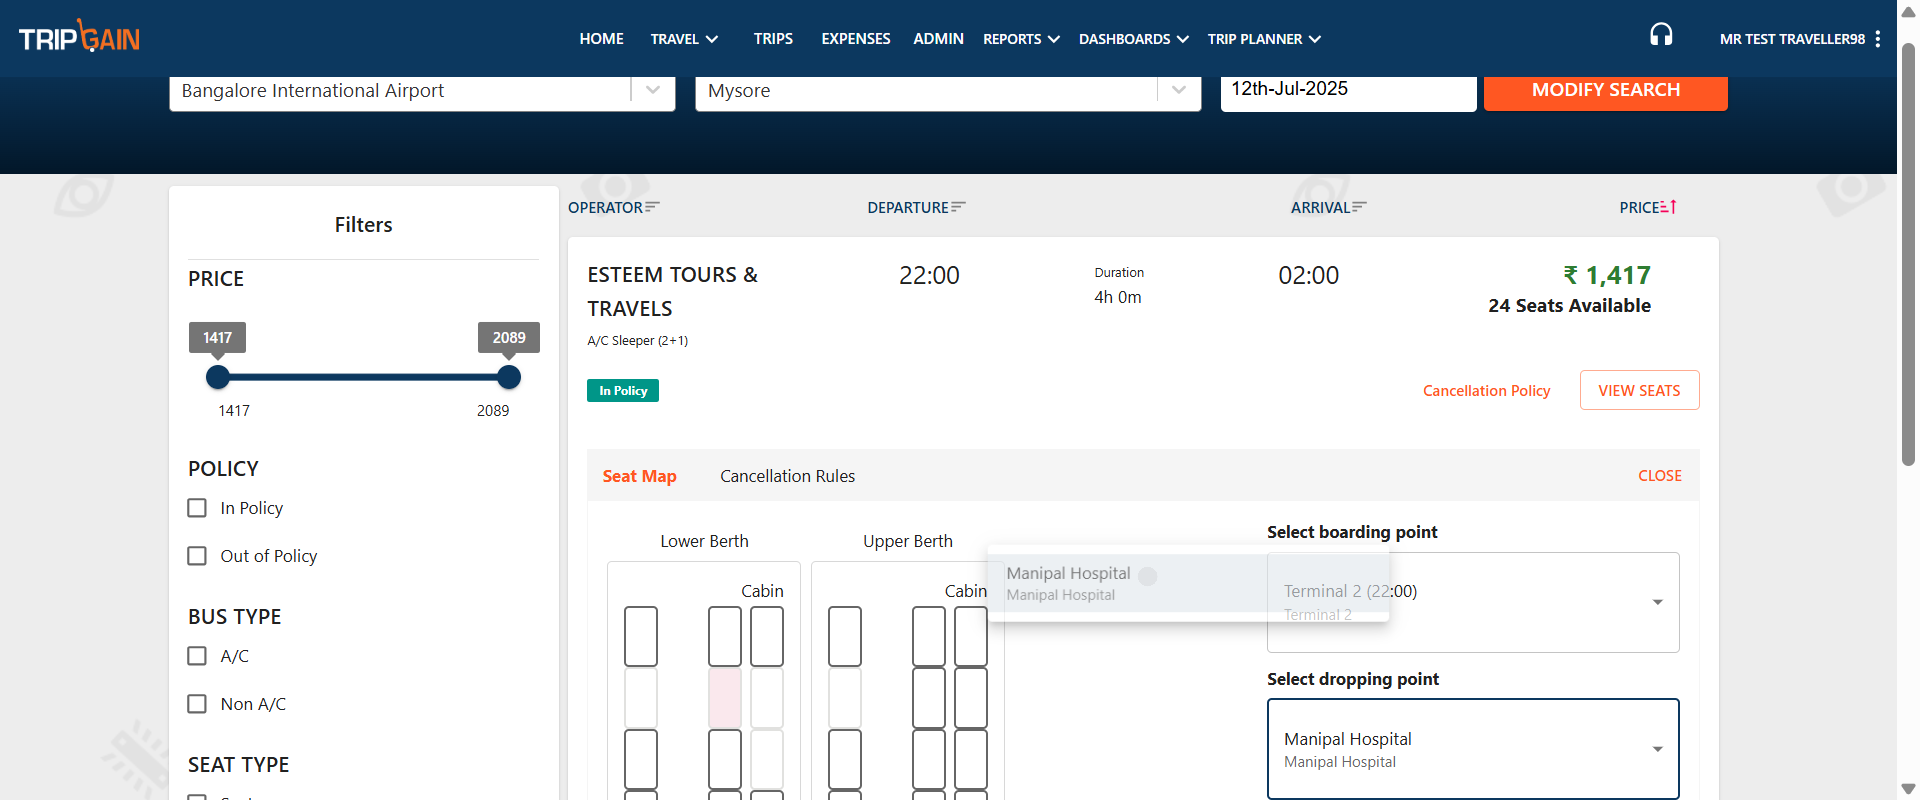 TRIPGAIN
HOME
TRAVEL
TRIPS
EXPENSES
ADMIN
REPORTS
DASHBOARDS
TRIP PLANNER
MR TEST TRAVELLER98
Bangalore International Airport
Mysore
12th-Jul-2025
MODIFY SEARCH
Filters
PRICE
1417
2089
1417
2089
POLICY
In Policy
Out of Policy
BUS TYPE
A/C
Non A/C
SEAT TYPE
OPERATOR
DEPARTURE
ARRIVAL
PRICE
ESTEEM TOURS &
TRAVELS
A/C Sleeper (2+1)
22:00
Duration
4h 0m
02:00
₹ 1,417
24 Seats Available
In Policy
Cancellation Policy
VIEW SEATS
Seat Map
Cancellation Rules
CLOSE
Lower Berth
Cabin
Upper Berth
Cabin
Manipal Hospital
Manipal Hospital
Select boarding point
Terminal 2 (22:00)
Terminal 2
Select dropping point
Manipal Hospital
Manipal Hospital